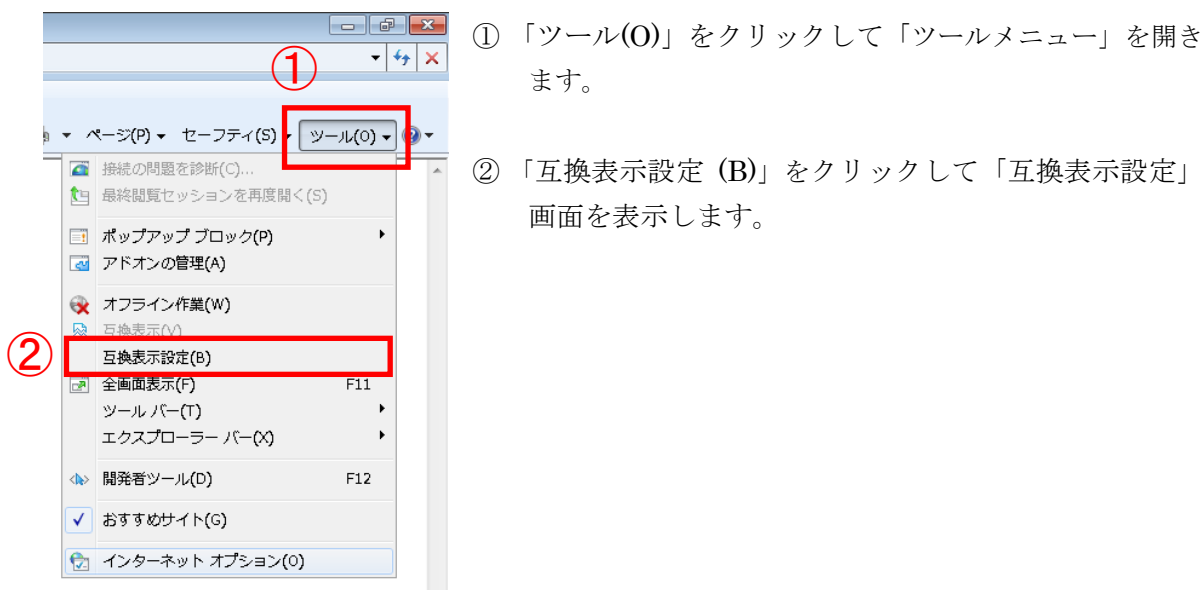 ①
ページ(P) セーフティ(S) ツール(O)
接続の問題を診断(C)...
最終閲覧セッションを再度開く(S)
ポップアップ ブロック(P)
アドオンの管理(A)
オフライン作業(W)
互換表示(V)
②
互換表示設定(B)
全画面表示(F) F11
ツール バー(T)
エクスプローラー バー(X)
開発者ツール(D) F12
おすすめサイト(G)
インターネット オプション(O)
① 「ツール(O)」をクリックして「ツールメニュー」を開き
ます。
② 「互換表示設定 (B)」をクリックして「互換表示設定」
画面を表示します。